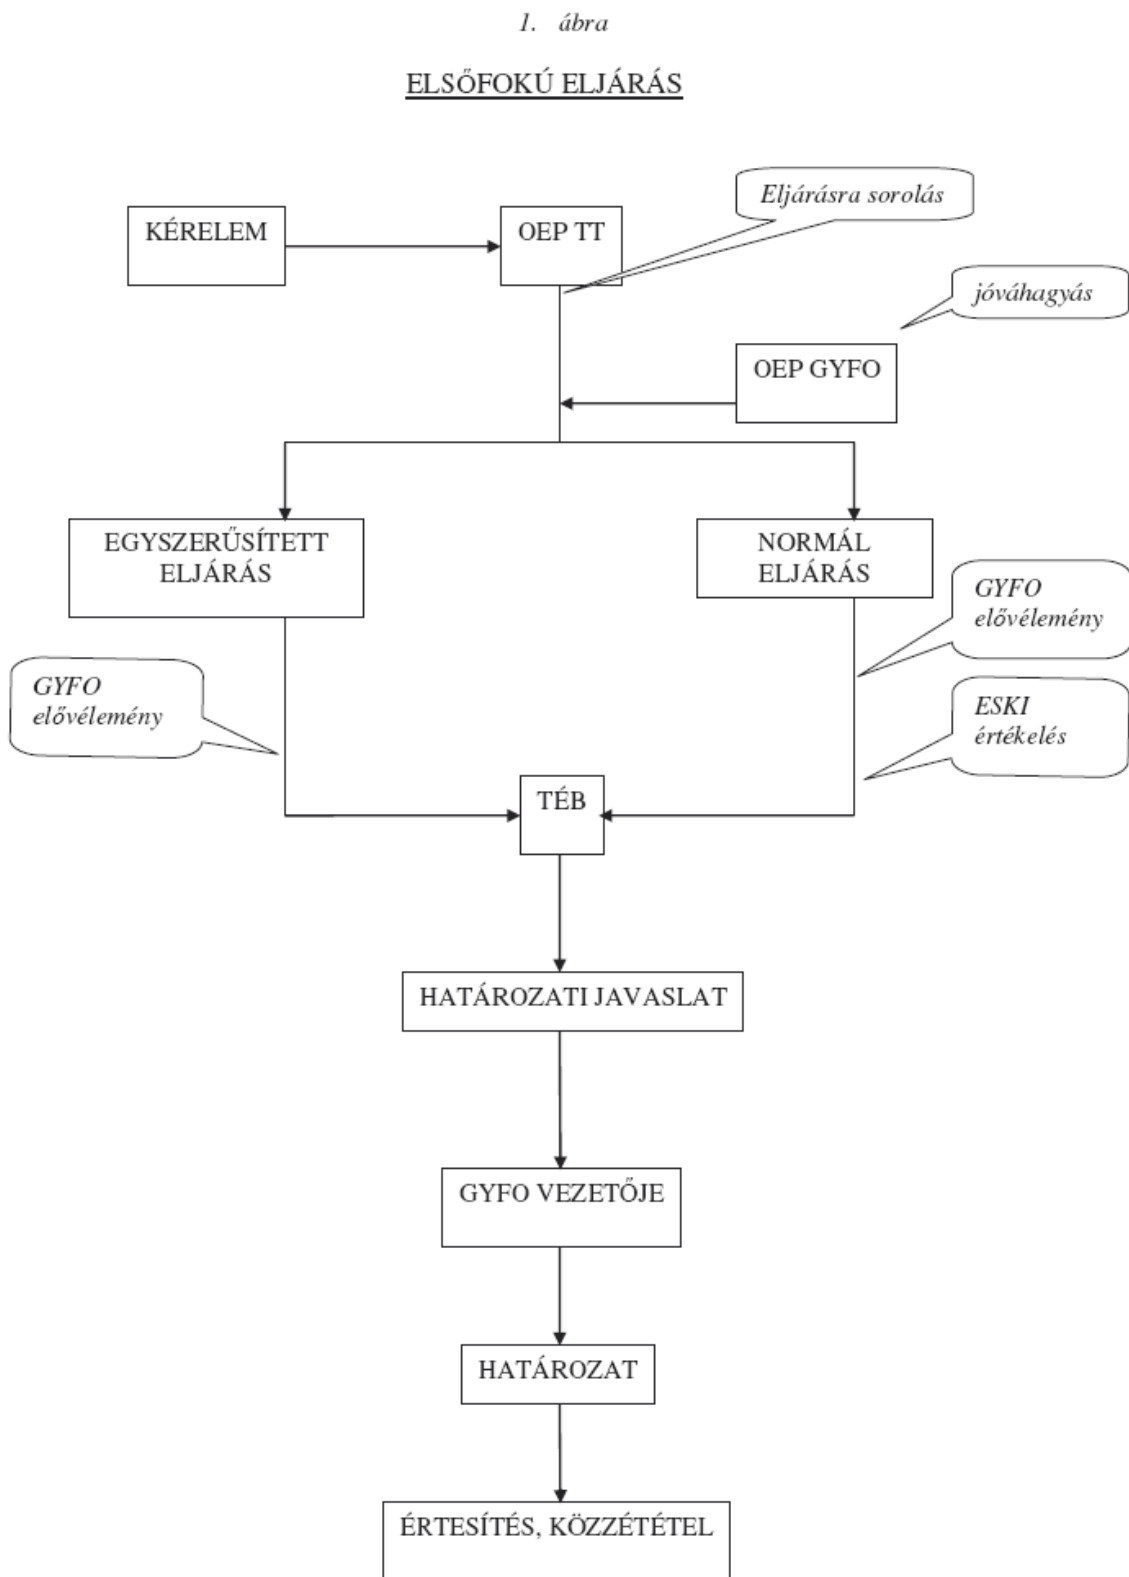 1. ábra
ELSŐFOKÚ ELJÁRÁS
Eljárásra sorolás
KÉRELEM
OEP TT
jóváhagyás
OEP GYFO
EGYSZERŰSÍTETT
ELJÁRÁS
NORMÁL
ELJÁRÁS
GYFO
elővélemény
GYFO
elővélemény
ESKI
értékelés
TÉB
HATÁROZATI JAVASLAT
GYFO VEZETŐJE
HATÁROZAT
ÉRTESÍTÉS, KÖZZÉTÉTEL